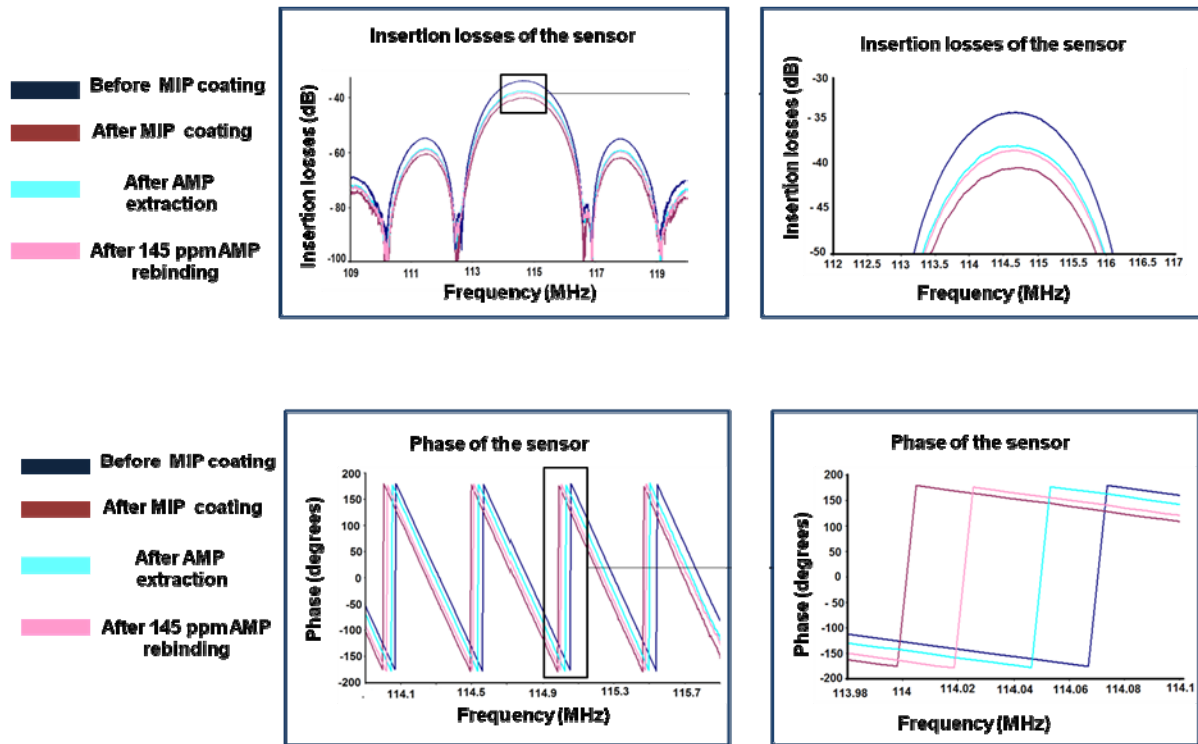 Before MIP coating
After MIP coating
After AMP
extraction
After 145 ppm AMP
rebinding
Insertion losses of the sensor
Insertion losses (dB)
- 40
- 60
- 80
-100
109 111 113 115 117 119
Frequency (MHz)
Insertion losses of the sensor
Insertion losses (dB)
-30
- 35
-40
-45
-50
112 112.5 113 113.5 114 114.5 115 115.5 116 116.5 117
Frequency (MHz)
Before MIP coating
After MIP coating
After AMP
extraction
After 145 ppm AMP
rebinding
Phase of the sensor
Phase (degrees)
200
150
100
50
0
-50
-100
-150
-200
114.1 114.5 114.9 115.3 115.7
Frequency (MHz)
Phase of the sensor
Phase (degrees)
200
150
100
50
0
- 50
-100
-150
-200
113.98 114 114.02 114.04 114.06 114.08 114.1
Frequency (MHz)